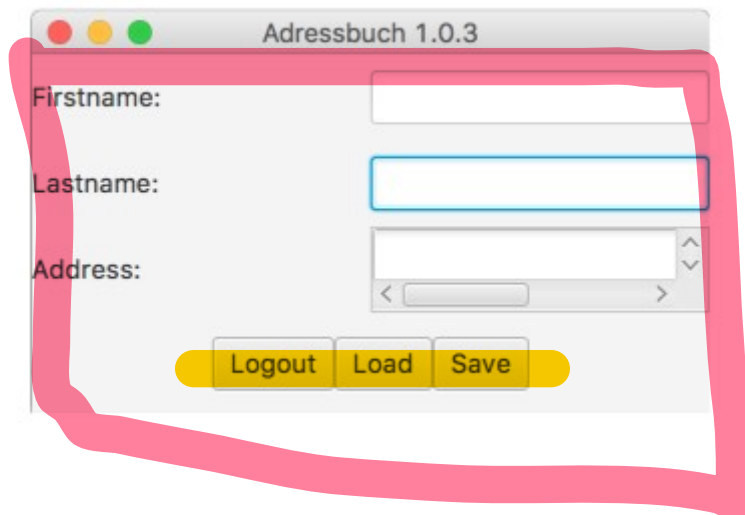 Adressbuch 1.0.3
Firstname:
Lastname:
Address:
Logout Load Save